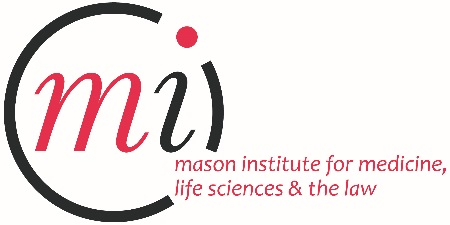 mi
mason institute for medicine,
life sciences & the law